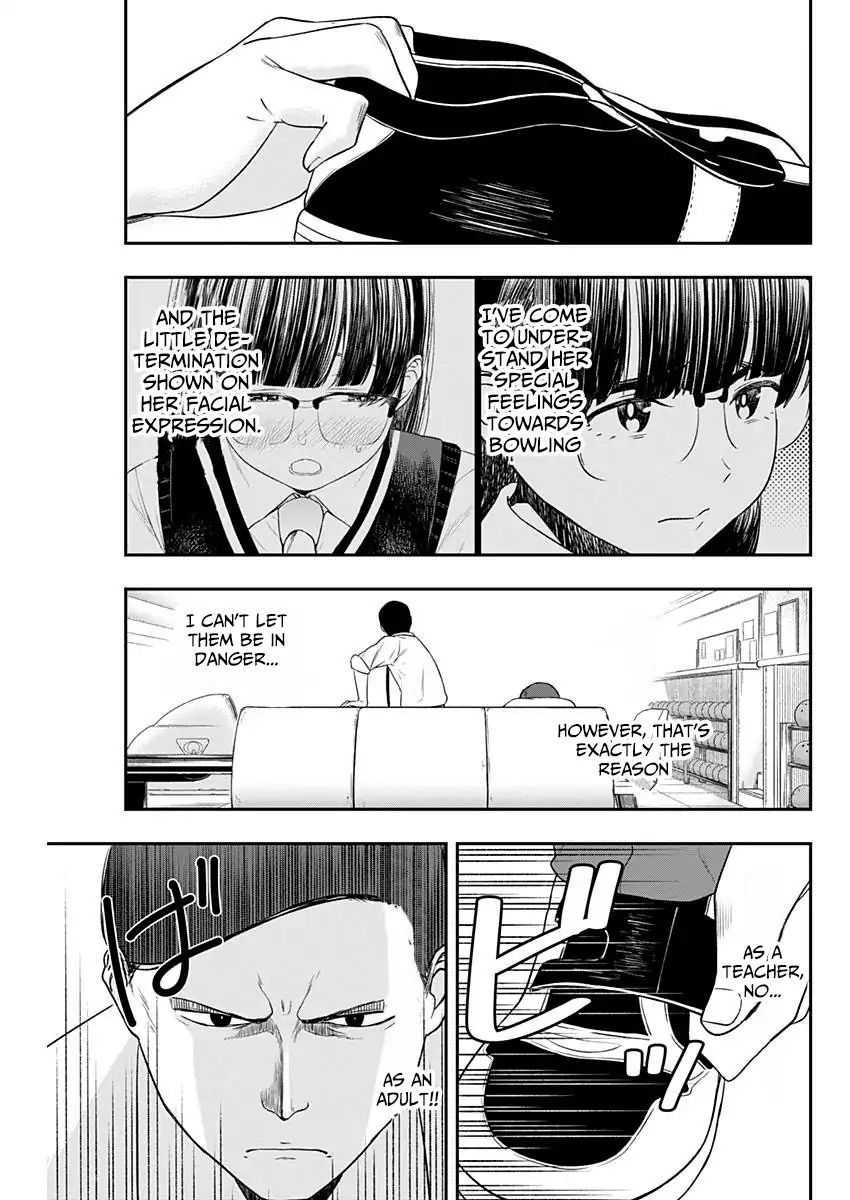 I'VE COME
TO UNDER-
STAND HER
SPECIAL
FEELINGS
TOWARDS
BOWLING
AND THE
LITTLE DE-
TERMINATION
SHOWN ON
HER FACIAL
EXPRESSION.
I CAN'T LET
THEM BE IN
DANGER...
HOWEVER, THAT'S
EXACTLY THE
REASON
AS A
TEACHER,
NO...
ビリッ
AS AN
ADULT!!
ば